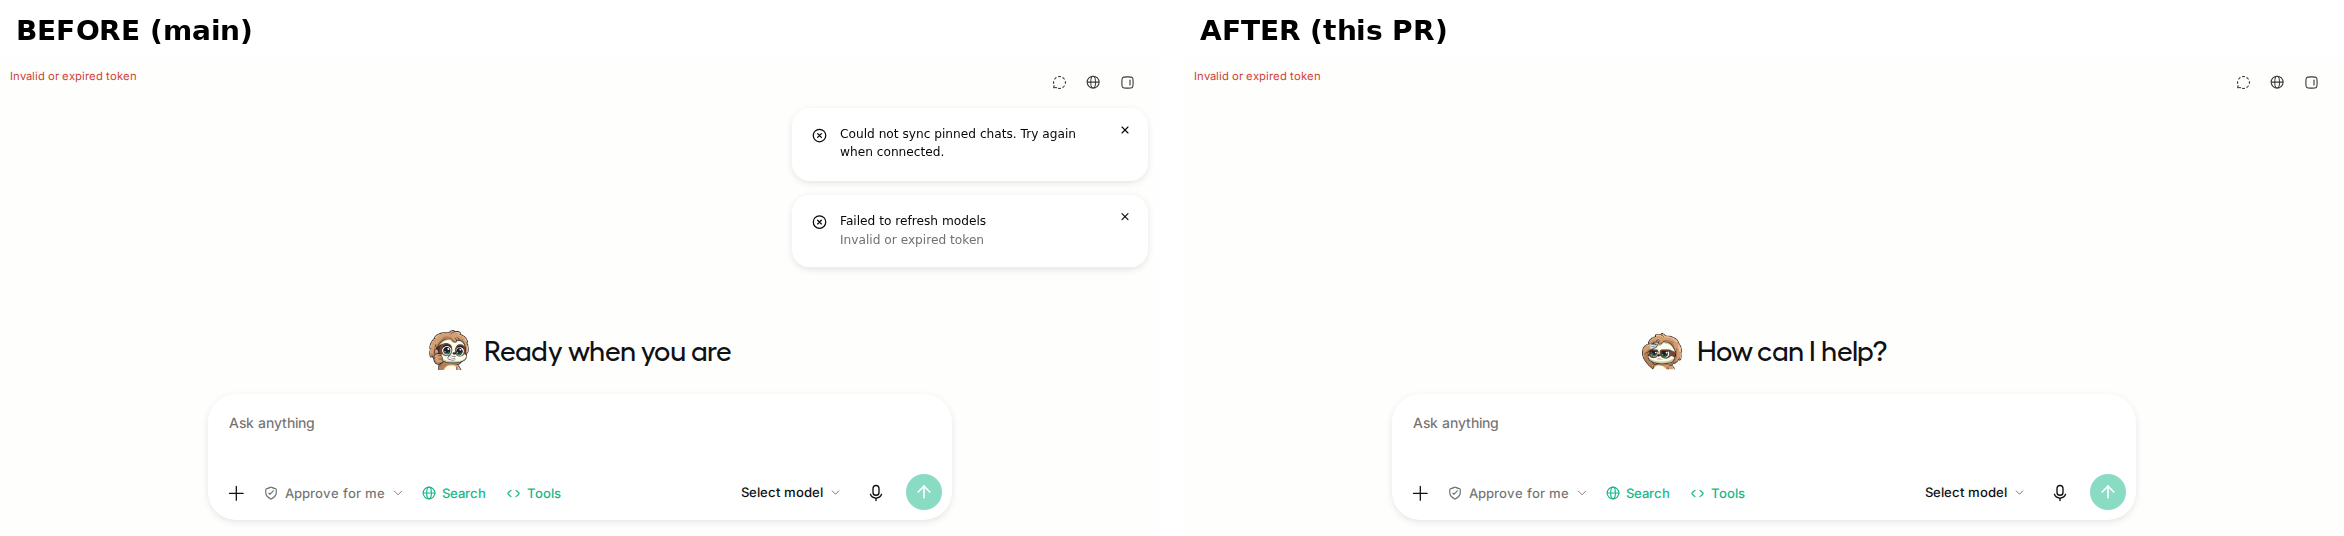 BEFORE (main)
Invalid or expired token
Could not sync pinned chats. Try again
when connected.
Failed to refresh models
Invalid or expired token
Ready when you are
Ask anything
Approve for me
Search
Tools
Select model
AFTER (this PR)
Invalid or expired token
How can I help?
Ask anything
Approve for me
Search
Tools
Select model